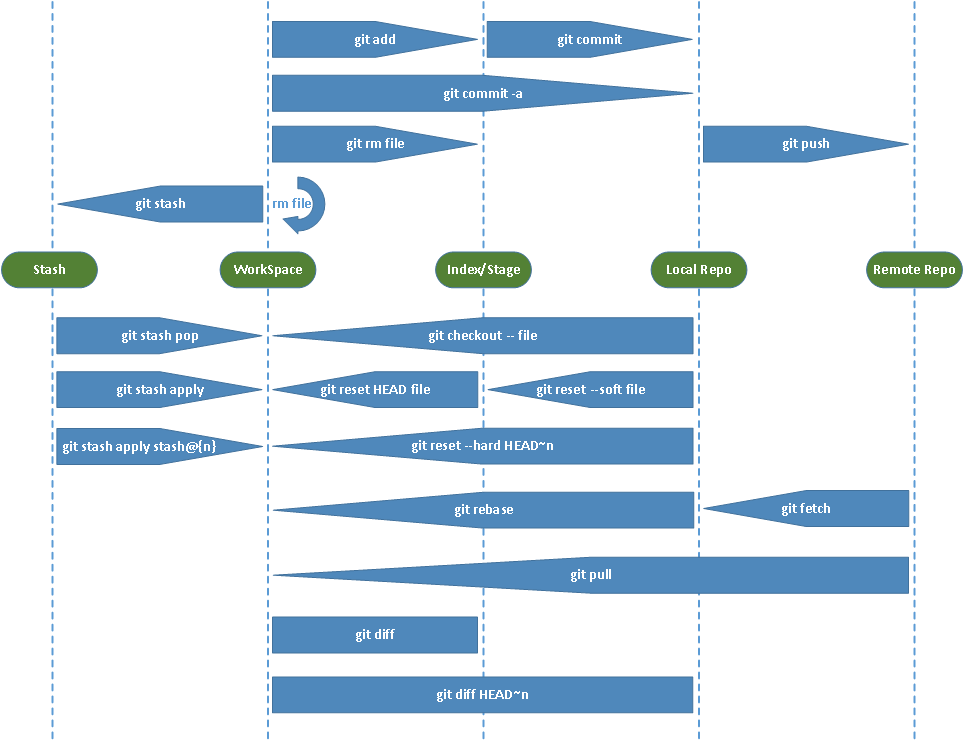 git add
git commit
git commit -a
git rm file
git push
git stash
rm file
Stash
WorkSpace
Index/Stage
Local Repo
Remote Repo
git stash pop
git checkout -- file
git stash apply
git reset HEAD file
git reset --soft file
git stash apply stash@{n}
git reset --hard HEAD~n
git rebase
git fetch
git pull
git diff
git diff HEAD~n